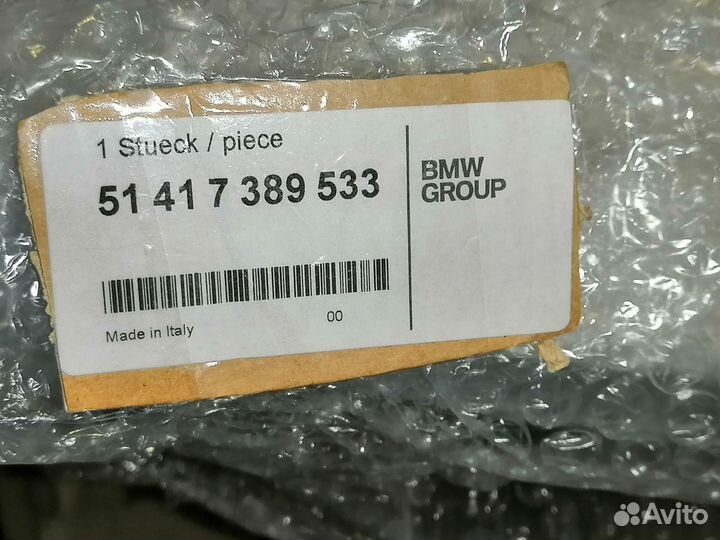 1 Stueck / piece
51 41 7 389 533
BMW
GROUP
Made in Italy
00
Avito